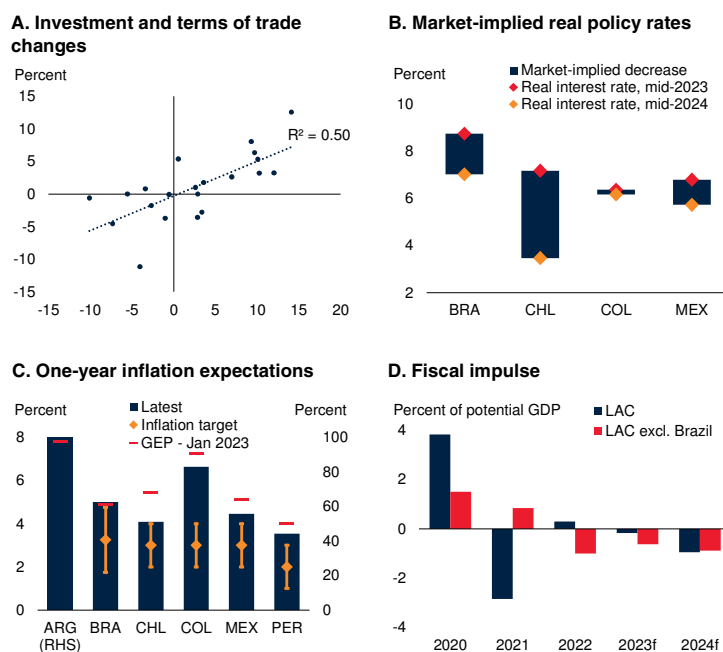 A. Investment and terms of trade
changes
Percent
15
10
5
0
-5
-10
-15
R² = 0.50
-15 -10 -5 0 5 10 15 20
B. Market-implied real policy rates
Percent
Market-implied decrease
Real interest rate, mid-2023
Real interest rate, mid-2024
10
8
6
4
2
BRA CHL COL MEX
C. One-year inflation expectations
Percent
Percent
Latest
Inflation target
GEP - Jan 2023
8
6
4
2
0
100
80
60
40
20
0
ARG BRA CHL COL MEX PER
(RHS)
D. Fiscal impulse
Percent of potential GDP
LAC
LAC excl. Brazil
4
2
0
-2
-4
2020 2021 2022 2023f 2024f